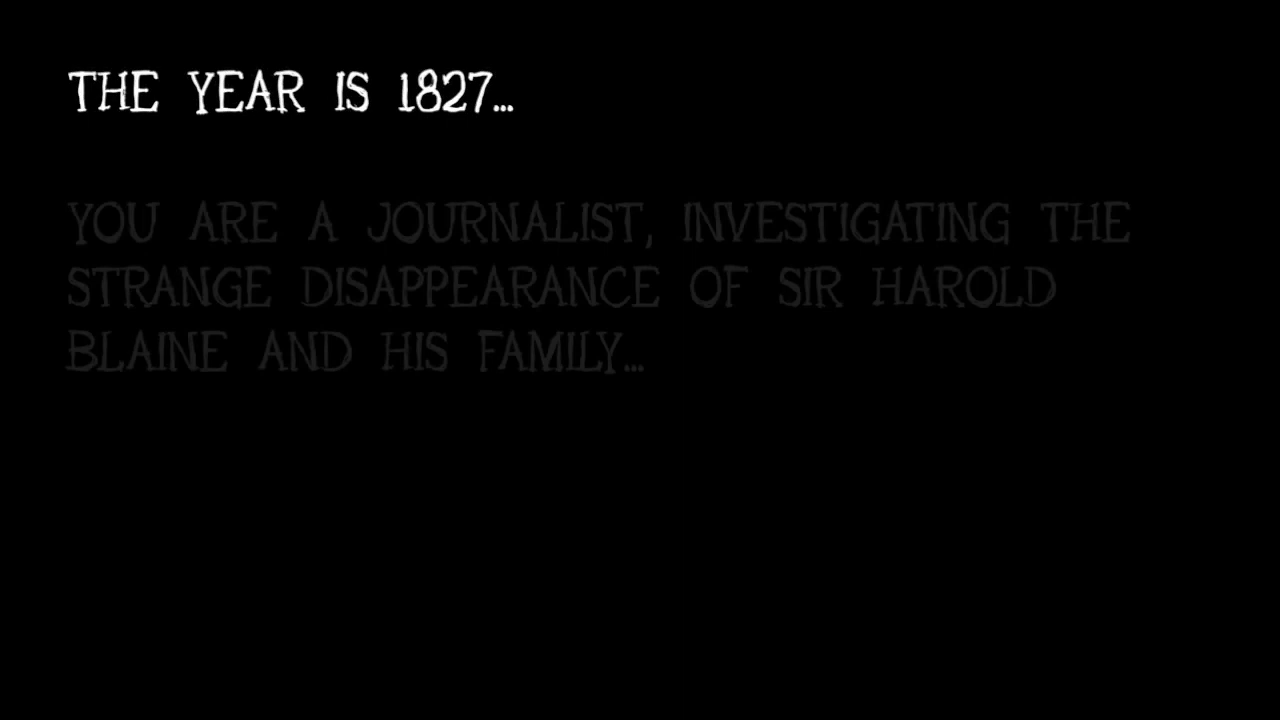 THE YEAR IS 1827...
YOU ARE A JOURNALIST, INVESTIGATING THE
STRANGE DISAPPEARANCE OF SIR HAROLD
BLAINE AND HIS FAMILY...